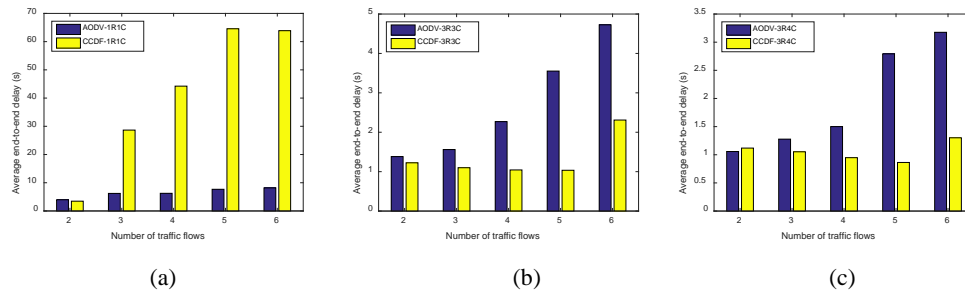 AODV-1R1C
CCDF-1R1C
Average end-to-end delay (s)
70
60
50
40
30
20
10
0
2 3 4 5 6
Number of traffic flows
(a)
AODV-3R3C
CCDF-3R3C
Average end-to-end delay (s)
5
4
3
2
1
0
2 3 4 5 6
Number of traffic flows
(b)
AODV-3R4C
CCDF-3R4C
Average end-to-end delay (s)
3.5
3
2.5
2
1.5
1
0.5
0
2 3 4 5 6
Number of traffic flows
(c)